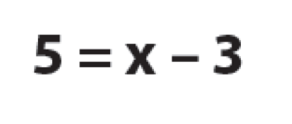 5 = x – 3